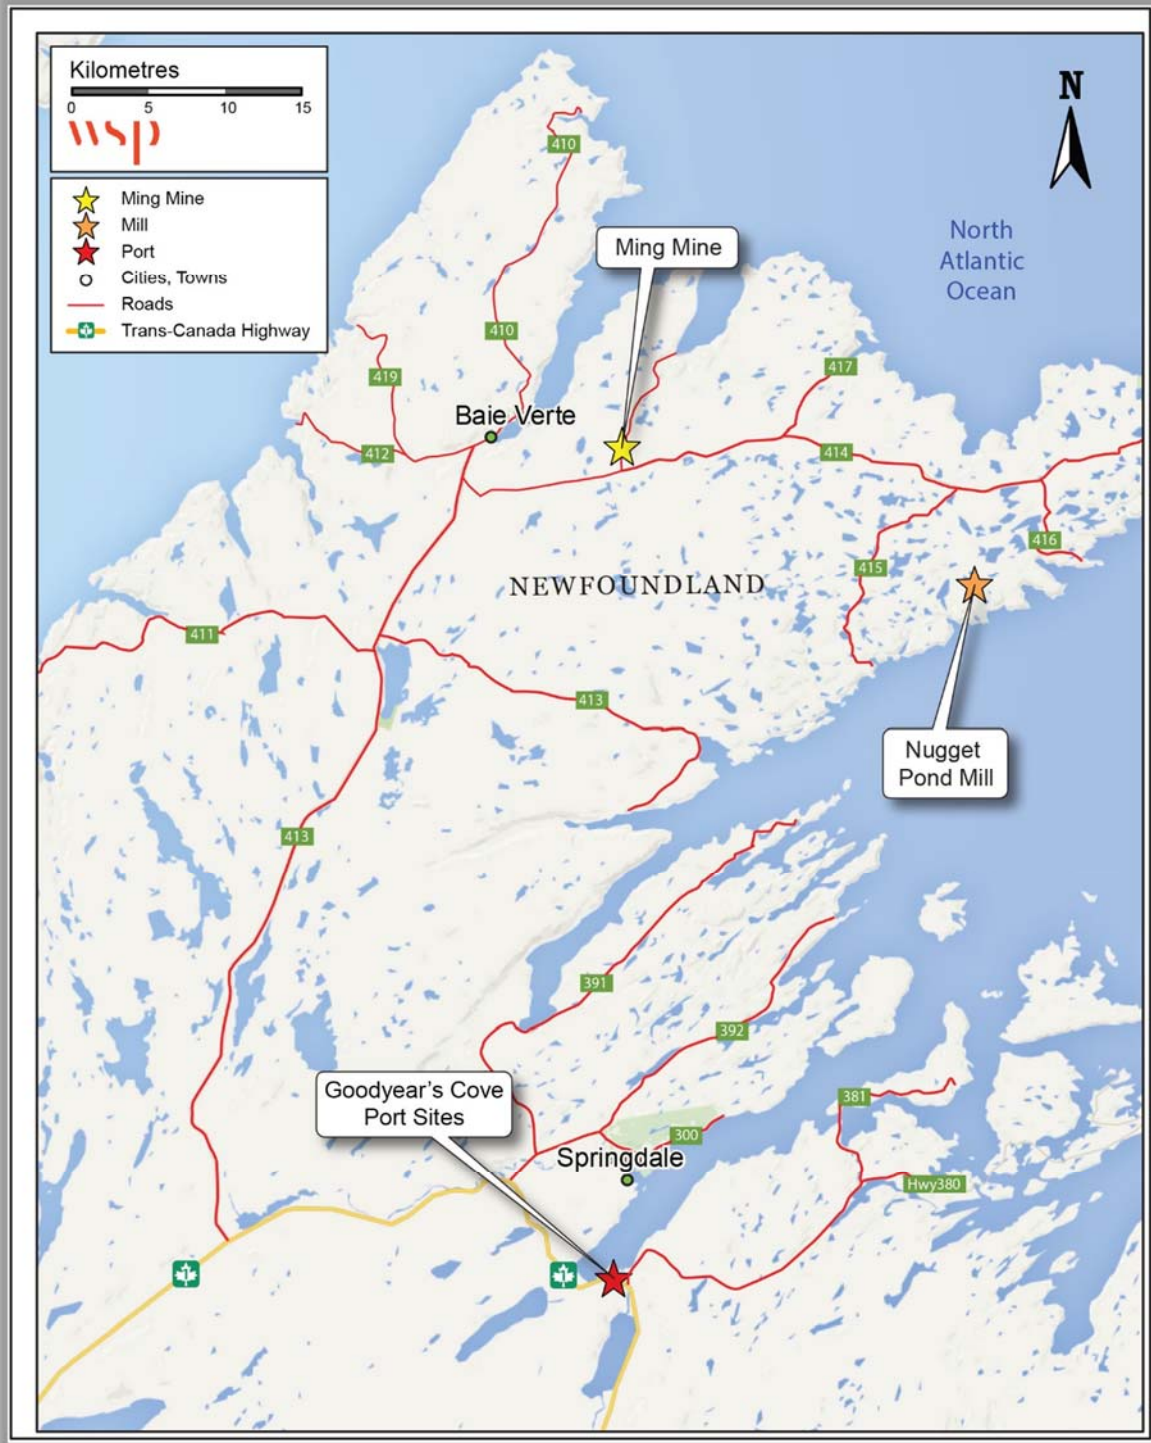 Kilometres
0 5 10 15
wsp
Ming Mine
Mill
Port
Cities, Towns
Roads
Trans-Canada Highway
N
North
Atlantic
Ocean
410
Ming Mine
410
417
419
Baie Verte
412
414
416
415
NEWFOUNDLAND
411
413
Nugget
Pond Mill
413
391
392
Goodyear's Cove
Port Sites
381
300
Springdale
Hwy380
1
1